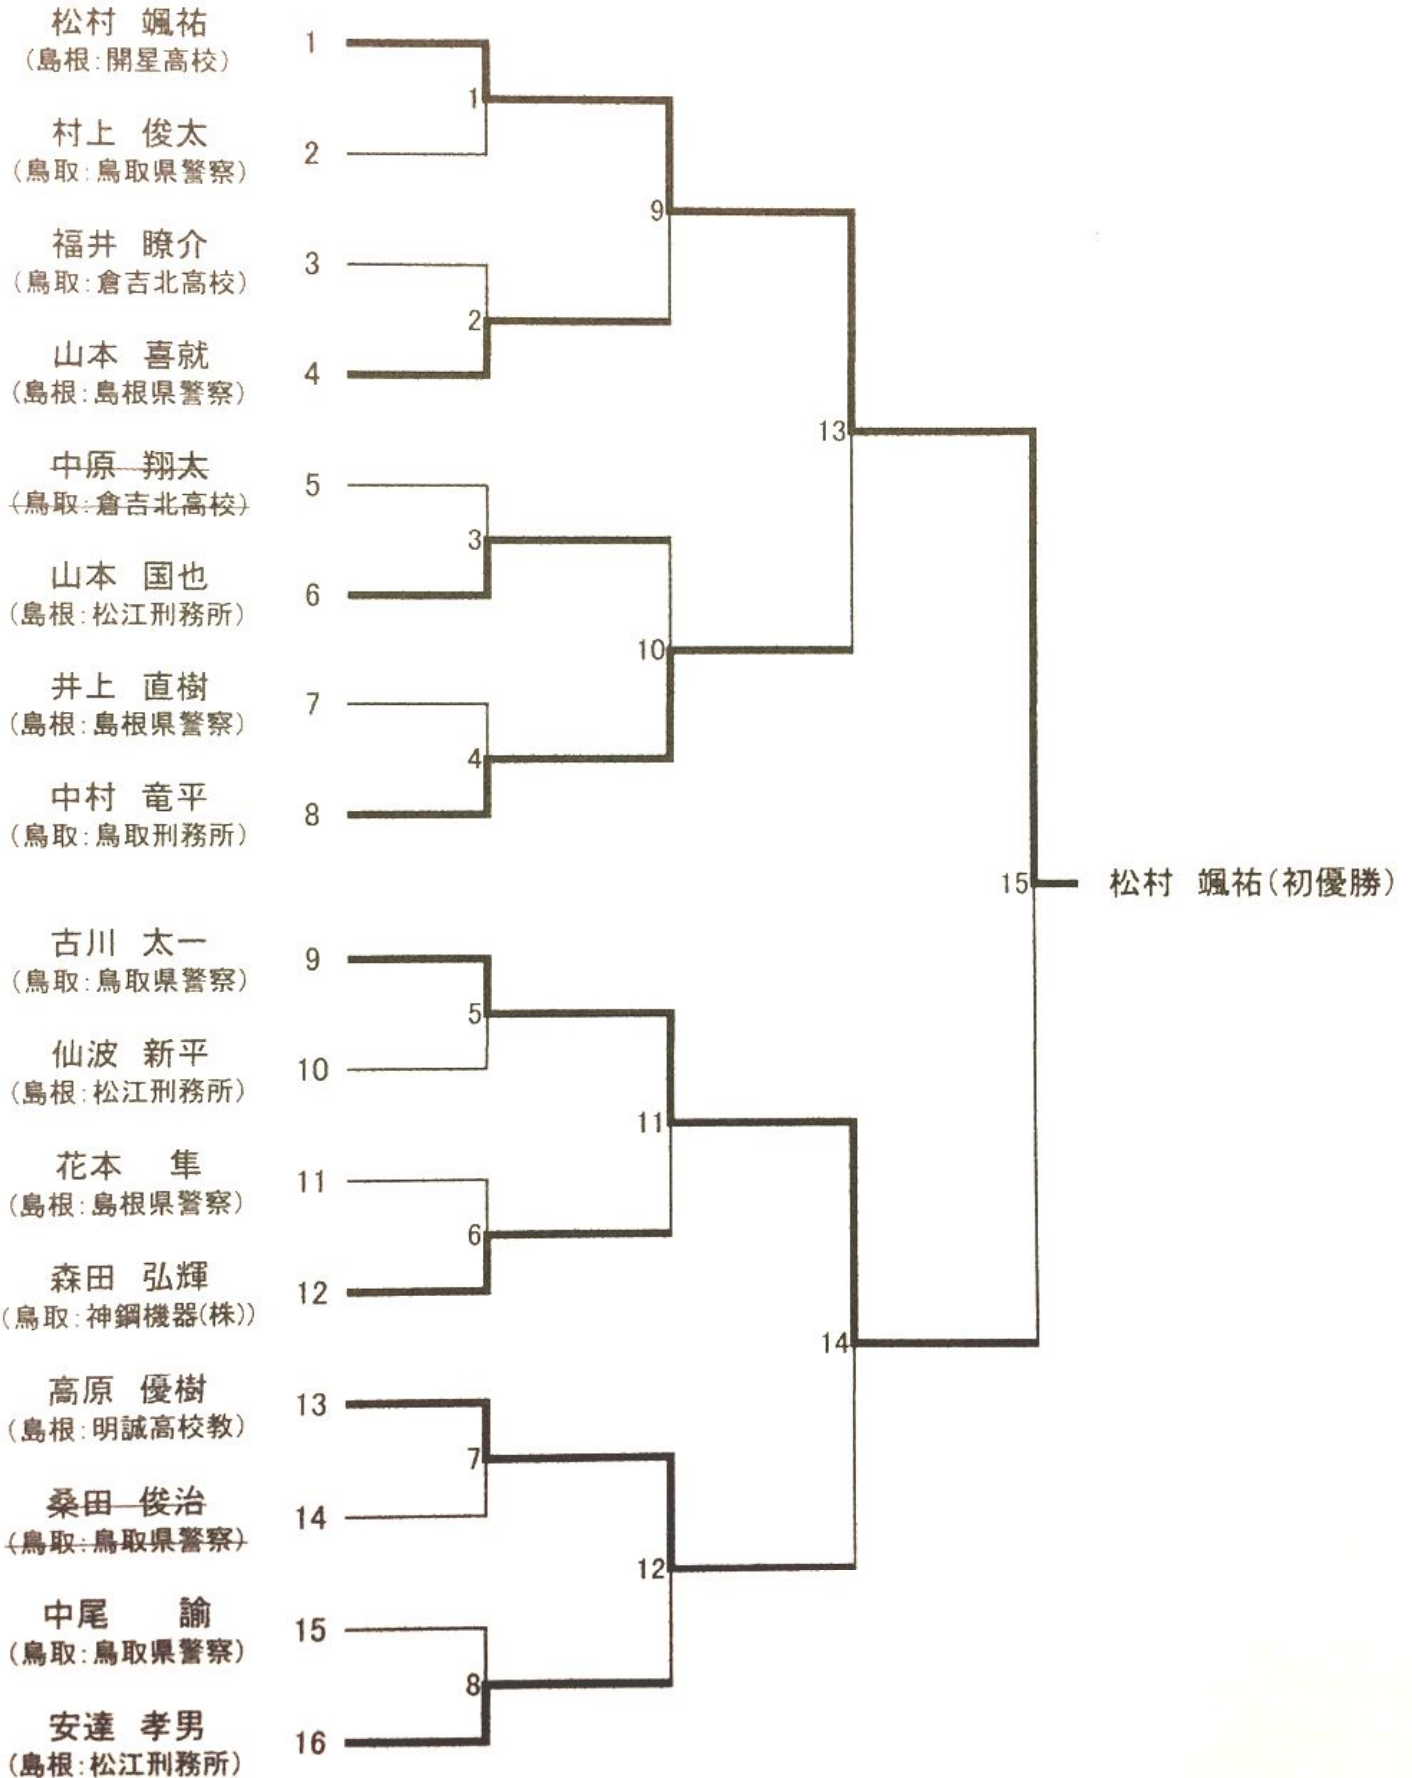 松村 颯祐
(島根:開星高校)
1
村上 俊太
(鳥取:鳥取県警察)
2
福井 瞭介
(鳥取:倉吉北高校)
3
山本 喜就
(島根:島根県警察)
4
中原 翔太
(鳥取:倉吉北高校)
5
山本 国也
(島根:松江刑務所)
6
井上 直樹
(島根:島根県警察)
7
中村 竜平
(鳥取:鳥取刑務所)
8
古川 太一
(鳥取:鳥取県警察)
9
仙波 新平
(島根:松江刑務所)
10
花本 隼
(島根:島根県警察)
11
森田 弘輝
(鳥取:神鋼機器(株))
12
高原 優樹
(島根:明誠高校教)
13
桑田 俊治
(鳥取:鳥取県警察)
14
中尾 諭
(鳥取:鳥取県警察)
15
安達 孝男
(島根:松江刑務所)
16
1
2
3
4
5
6
7
8
9
10
11
12
13
14
15
松村 颯祐(初優勝)